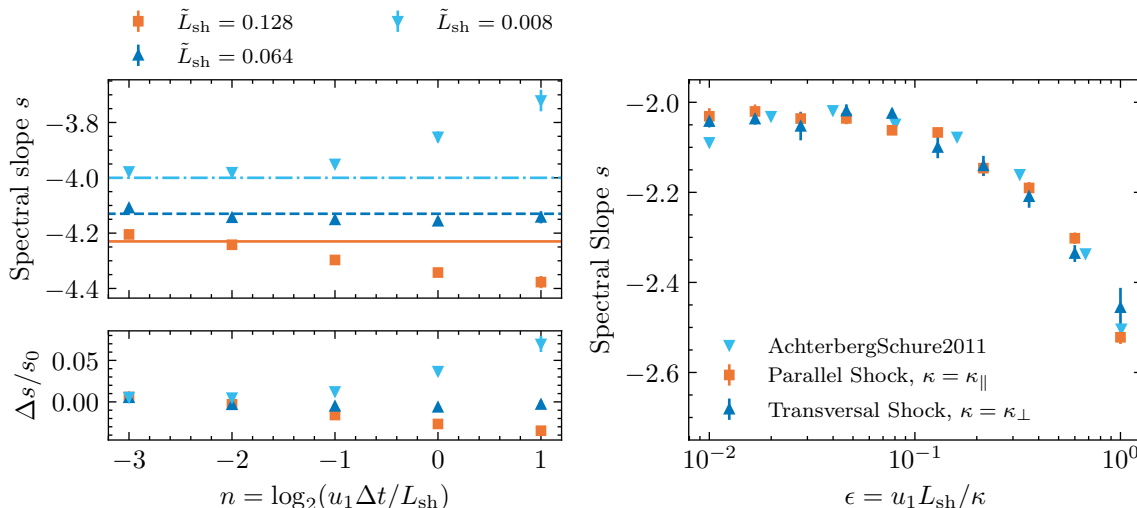 L̃sh = 0.128
L̃sh = 0.064
L̃sh = 0.008
Spectral slope s
−3.8
−4.0
−4.2
−4.4
Δs/s0
0.05
0.00
−3 −2 −1 0 1
n = log2(u1Δt/Lsh)
Spectral Slope s
−2.0
−2.2
−2.4
−2.6
AchterbergSchure2011
Parallel Shock, κ = κ∥
Transversal Shock, κ = κ⊥
10−2 10−1 100
ϵ = u1Lsh/κ